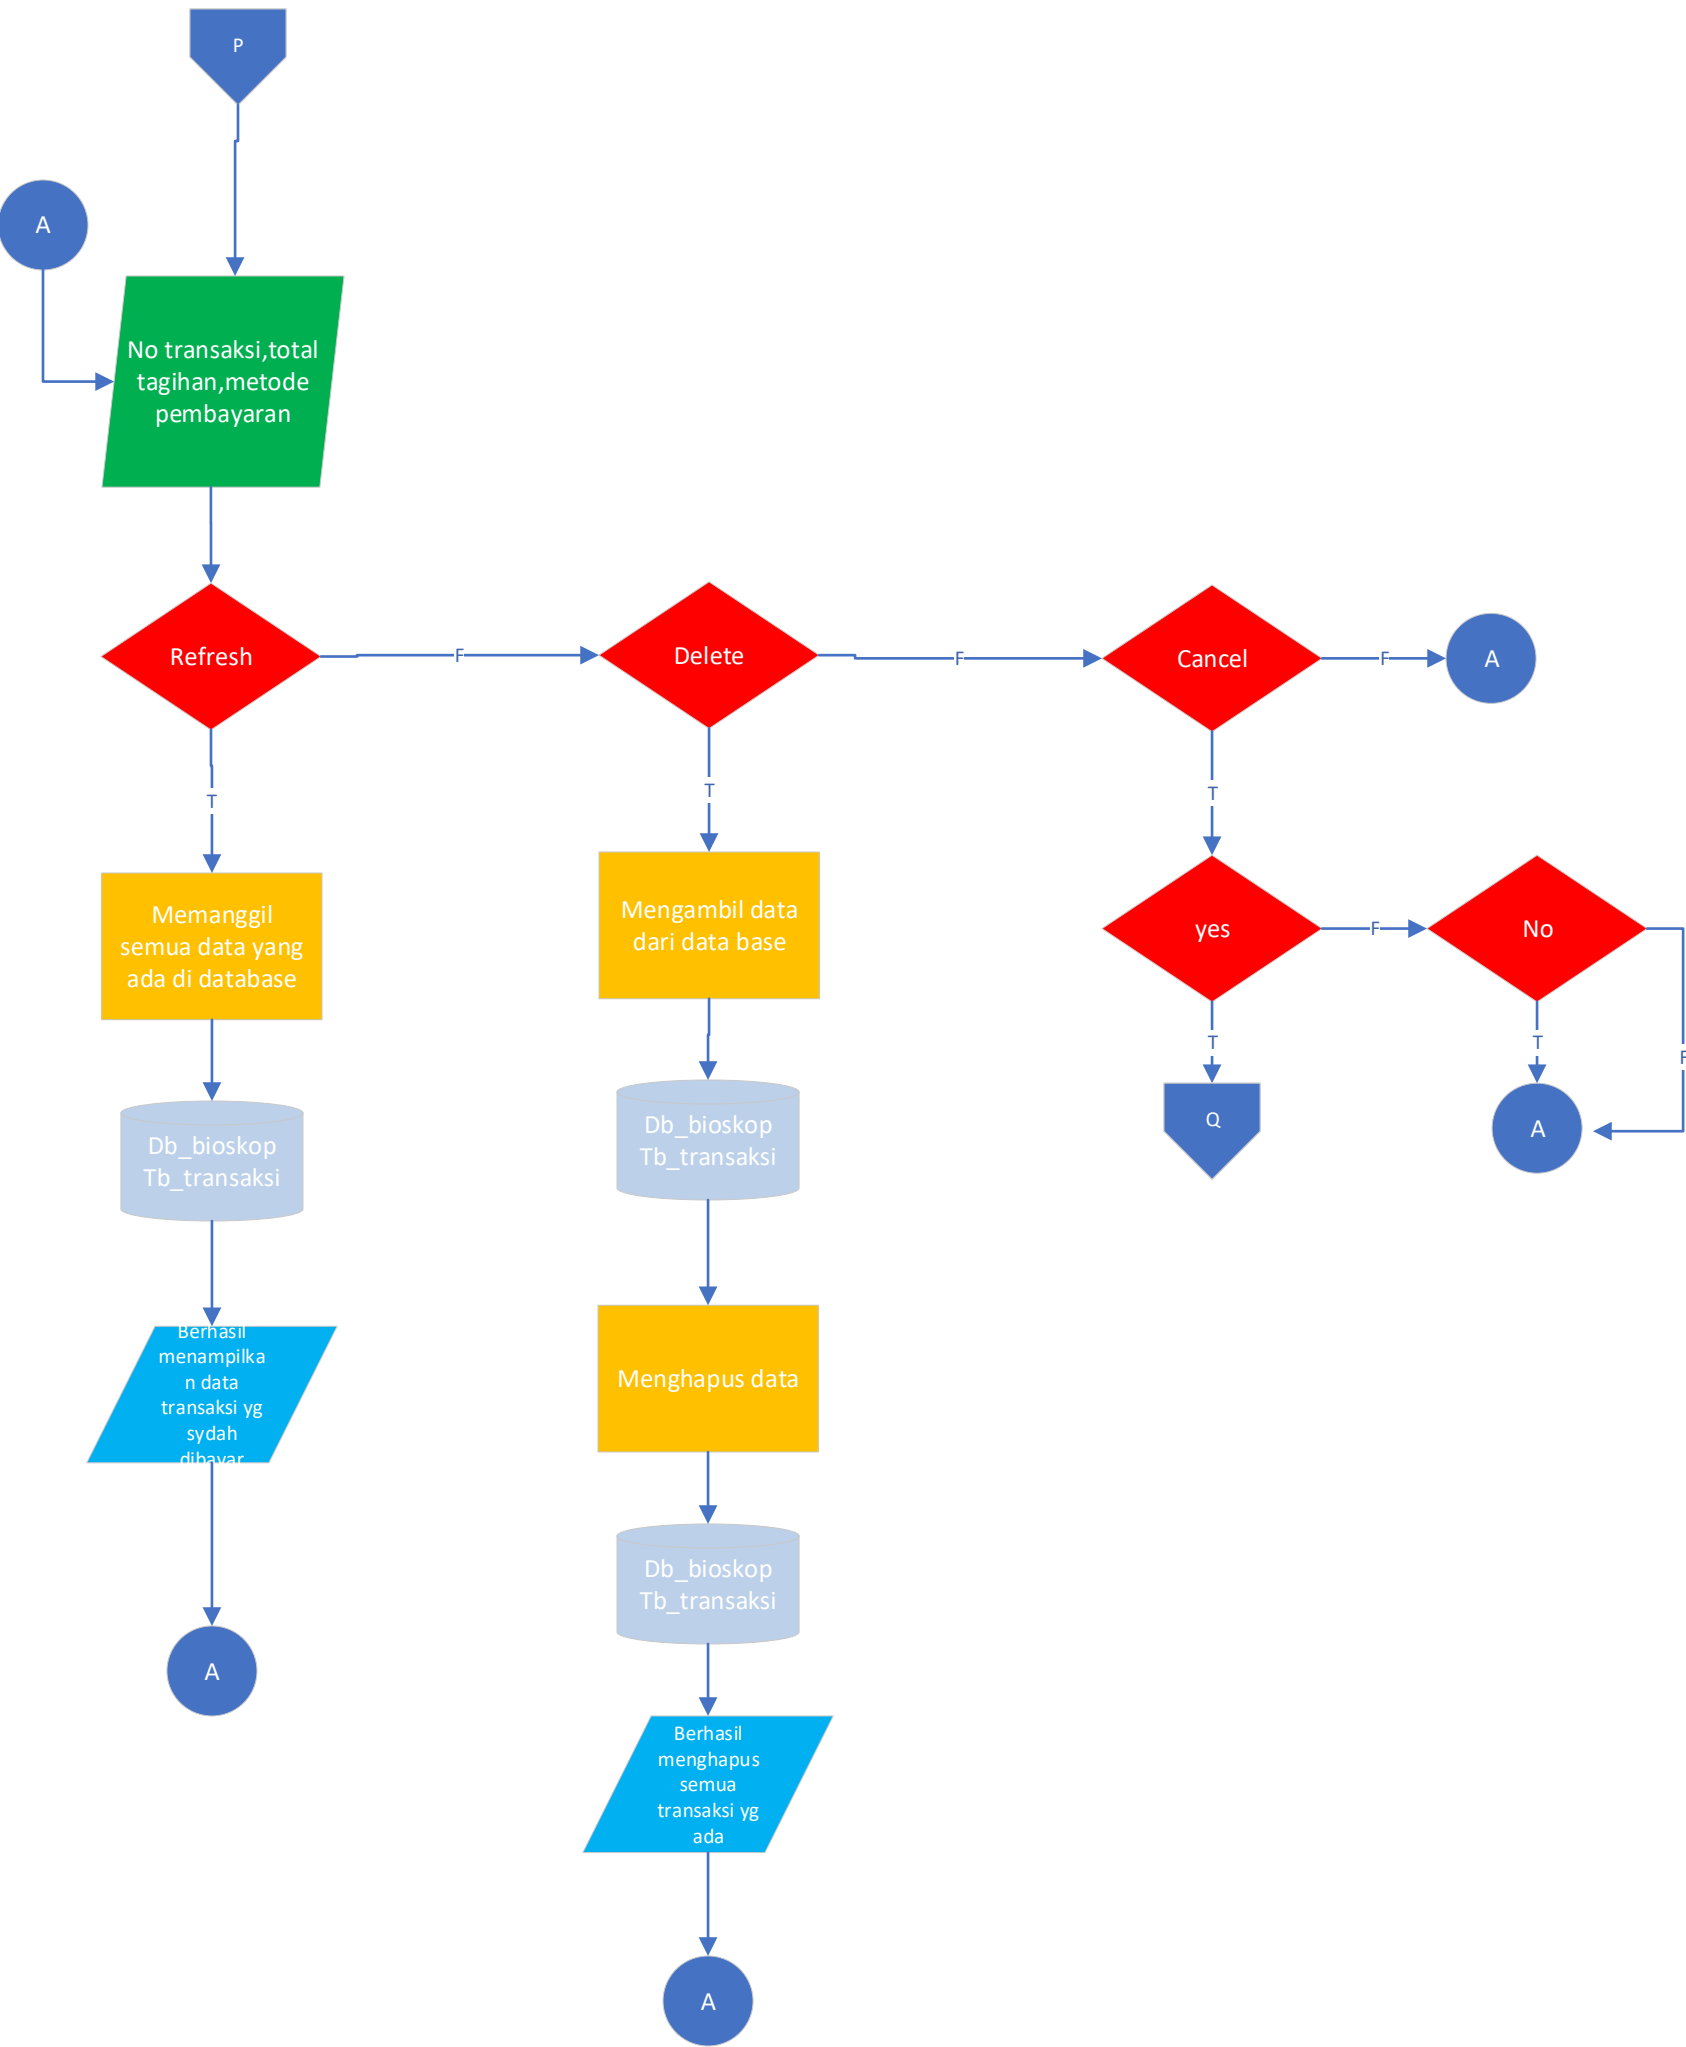 P
A
No transaksi,total
tagihan,metode
pembayaran
Refresh
F
Delete
F
Cancel
F
A
T
T
T
Memanggil
semua data yang
ada di database
Mengambil data
dari data base
yes
F
No
T
T
F
Q
A
Db_bioskop
Tb_transaksi
Db_bioskop
Tb_transaksi
Berhasil
menampilka
n data
transaksi yg
sydah
dibayar
Menghapus data
Db_bioskop
Tb_transaksi
A
Berhasil
menghapus
semua
transaksi yg
ada
A